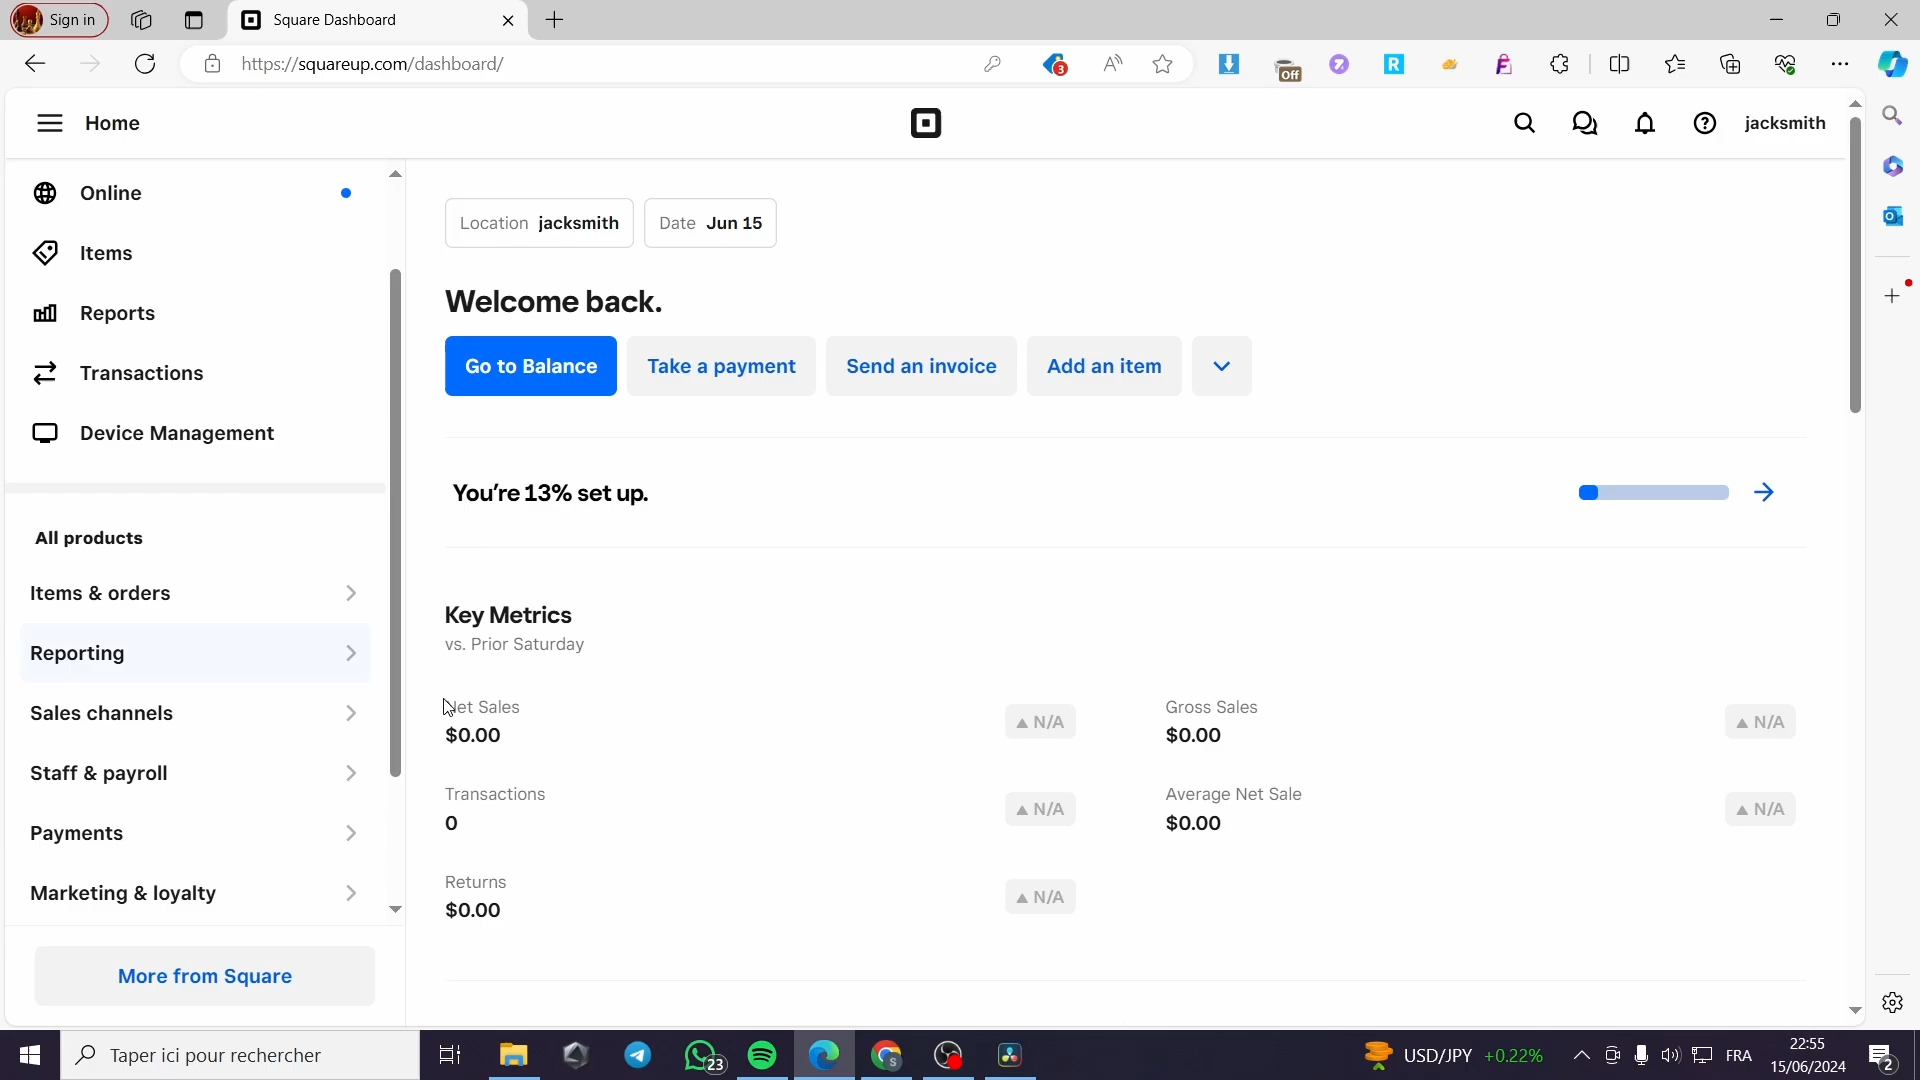 Sign in
Square Dashboard
https://squareup.com/dashboard/
3
A
Off
R
F
Home
jacksmith
Online
Items
Reports
Transactions
Device Management
All products
Items & orders
Reporting
Sales channels
Staff & payroll
Payments
Marketing & loyalty
More from Square
Location jacksmith
Date Jun 15
Welcome back.
Go to Balance
Take a payment
Send an invoice
Add an item
You're 13% set up.
Key Metrics
vs. Prior Saturday
Net Sales
$0.00
N/A
Gross Sales
$0.00
N/A
Transactions
0
N/A
Average Net Sale
$0.00
N/A
Returns
$0.00
N/A
Taper ici pour rechercher
23
S
USD/JPY +0.22%
FRA
22:55
15/06/2024
2